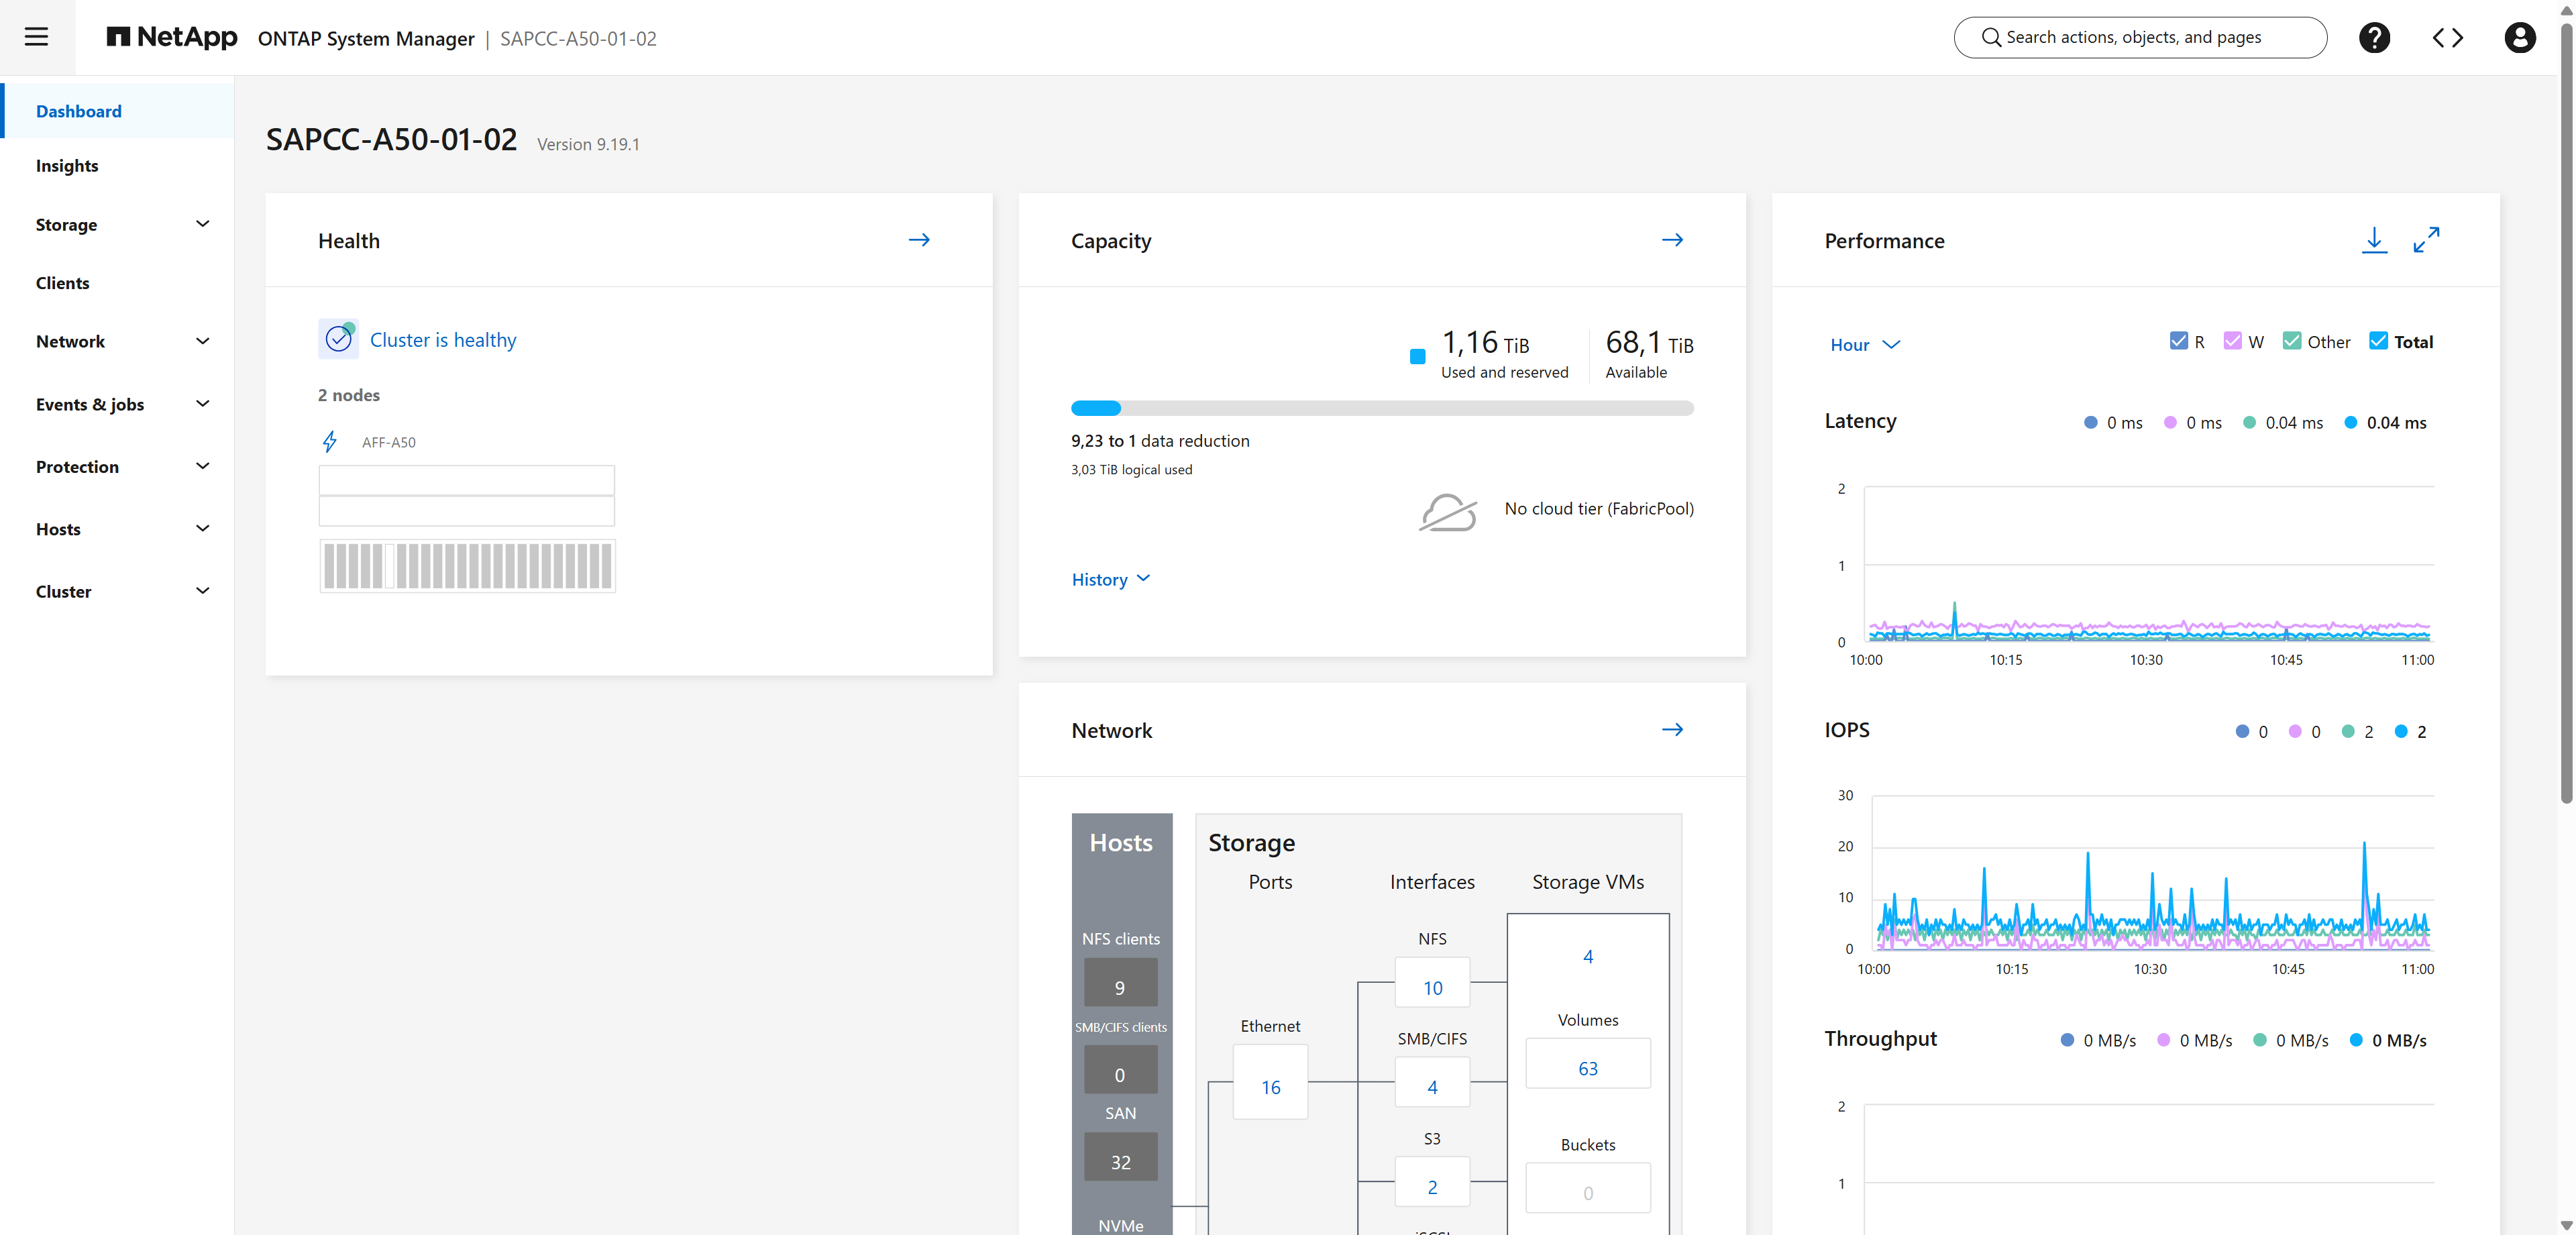 NetApp ONTAP System Manager | SAPCC-A50-01-02
Search actions, objects, and pages
Dashboard
Insights
Storage
Clients
Network
Events & jobs
Protection
Hosts
Cluster
SAPCC-A50-01-02 Version 9.19.1
Health
Cluster is healthy
2 nodes
AFF-A50
Capacity
1,16 TiB
Used and reserved
68,1 TiB
Available
9,23 to 1 data reduction
3,03 TiB logical used
No cloud tier (FabricPool)
History
Network
Hosts
NFS clients
9
SMB/CIFS clients
0
SAN
32
NVMe
Storage
Ports
Interfaces
Storage VMs
Ethernet
16
NFS
10
SMB/CIFS
4
S3
2
4
Volumes
63
Buckets
0
Performance
Hour
R W Other Total
Latency 0 ms 0 ms 0.04 ms 0.04 ms
2
1
0
10:00 10:15 10:30 10:45 11:00
IOPS 0 0 2 2
30
20
10
0
10:00 10:15 10:30 10:45 11:00
Throughput 0 MB/s 0 MB/s 0 MB/s 0 MB/s
2
1